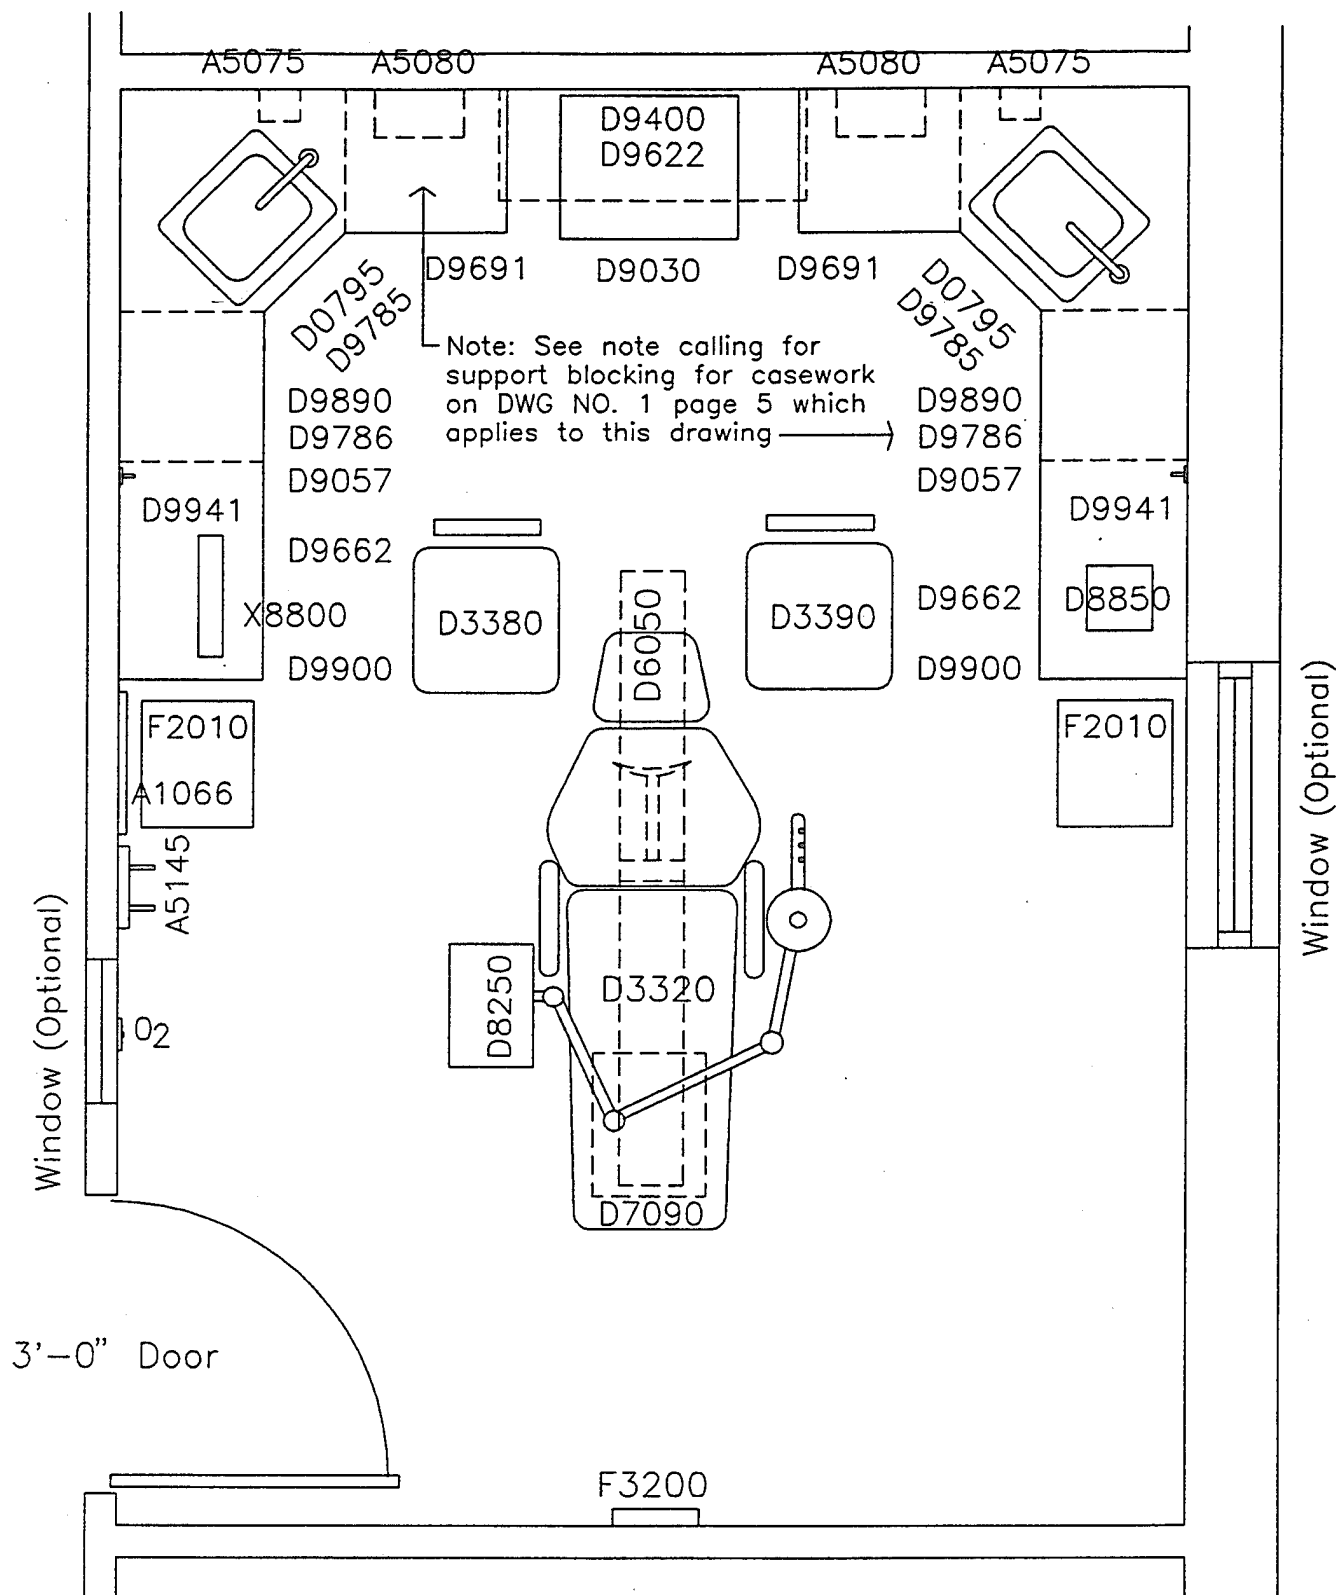 A5075
A5080
A5080
A5075
D9400
D9622
D9691
D9030
D9691
D0795
D9785
D0795
D9785
Note: See note calling for
support blocking for casework
on DWG NO. 1 page 5 which
applies to this drawing
D9890
D9786
D9057
D9890
D9786
D9057
D9941
D9941
D9662
X8800
D9900
D3380
D6050
D3390
D9662
D8850
D9900
F2010
A1066
F2010
A5145
Window (Optional)
Window (Optional)
O2
D8250
D3320
D7090
3'-0" Door
F3200